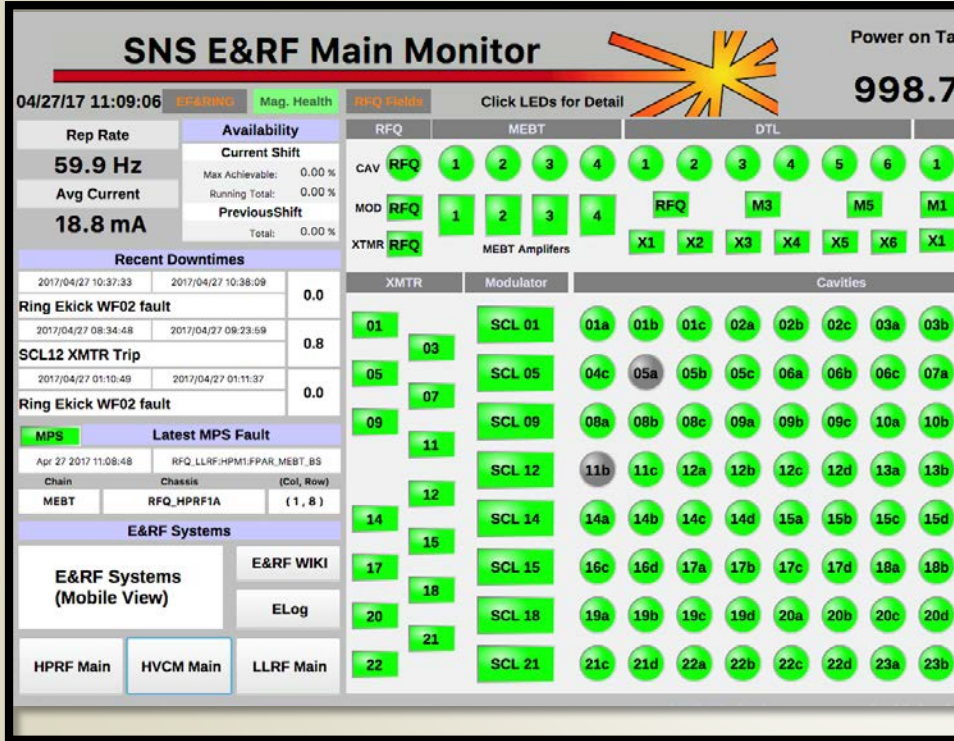 SNS E&RF Main Monitor
Power on Ta
998.7
04/27/17 11:09:06 EF&RING Mag. Health RFQ Fields Click LEDs for Detail
Rep Rate
59.9 Hz
Avg Current
18.8 mA
Availability
Current Shift
Max Achievable: 0.00 %
Running Total: 0.00 %
PreviousShift
Total: 0.00 %
Recent Downtimes
2017/04/27 10:37:33 2017/04/27 10:38:09 0.0
Ring Ekick WF02 fault
2017/04/27 08:34:48 2017/04/27 09:23:59 0.8
SCL12 XMTR Trip
2017/04/27 01:10:49 2017/04/27 01:11:37 0.0
Ring Ekick WF02 fault
MPS Latest MPS Fault
Apr 27 2017 11:08:48 RFQ_LLRF:HPM1:FPAR_MEBT_BS
Chain Chassis (Col, Row)
MEBT RFQ_HPRF1A (1,8)
E&RF Systems
E&RF Systems
(Mobile View)
E&RF WIKI
ELog
HPRF Main HVCM Main LLRF Main
RFQ MEBT DTL
CAV RFQ 1 2 3 4 1 2 3 4 5 6 1
MOD RFQ 1 2 3 4 RFQ M3 M5 M1
XTMR RFQ MEBT Amplifers X1 X2 X3 X4 X5 X6 X1
XMTR Modulator Cavities
01 SCL 01 01a 01b 01c 02a 02b 02c 03a 03b
03
05 SCL 05 04c 05a 05b 05c 06a 06b 06c 07a
07
09 SCL 09 08a 08b 08c 09a 09b 09c 10a 10b
11
SCL 12 11b 11c 12a 12b 12c 12d 13a 13b
12
14 SCL 14 14a 14b 14c 14d 15a 15b 15c 15d
15
17 SCL 15 16c 16d 17a 17b 17c 17d 18a 18b
18
20 SCL 18 19a 19b 19c 19d 20a 20b 20c 20d
21
22 SCL 21 21c 21d 22a 22b 22c 22d 23a 23b